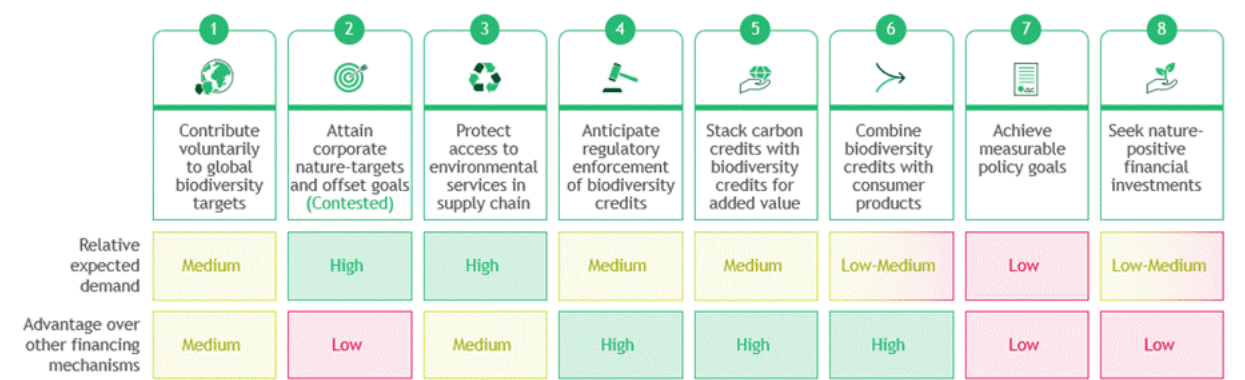 1
2
3
4
5
6
7
8
Contribute
voluntarily
to global
biodiversity
targets
Attain
corporate
nature-targets
and offset goals
(Contested)
Protect
access to
environmental
services in
supply chain
Anticipate
regulatory
enforcement
of biodiversity
credits
Stack carbon
credits with
biodiversity
credits for
added value
Combine
biodiversity
credits with
consumer
products
Achieve
measurable
policy goals
Seek nature-
positive
financial
investments
Relative
expected
demand
Medium
High
High
Medium
Medium
Low-Medium
Low
Low-Medium
Advantage over
other financing
mechanisms
Medium
Low
Medium
High
High
High
Low
Low